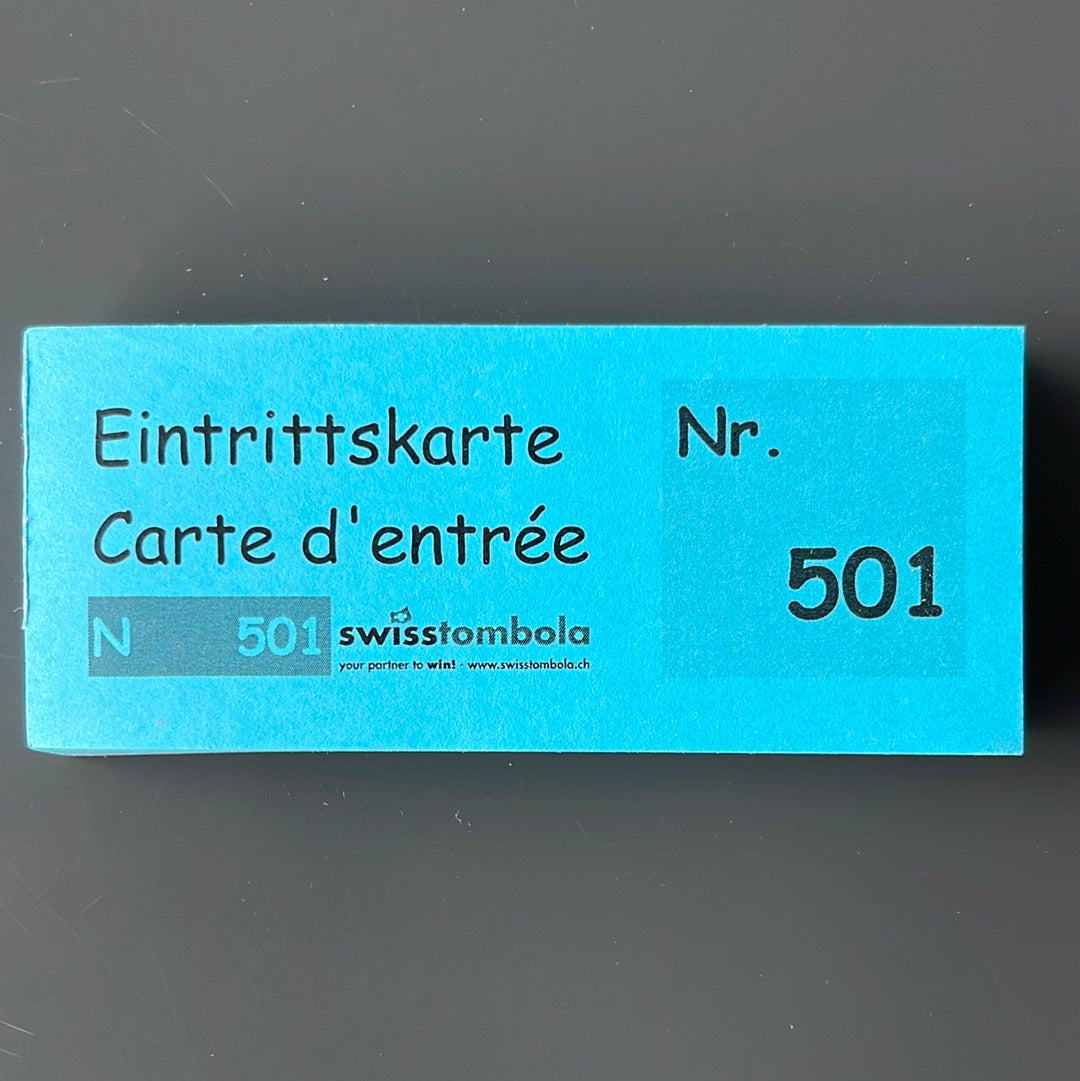 Eintrittskarte
Carte d'entrée
N 501
swisstombola
your partner to win! - www.swisstombola.ch
Nr.
501